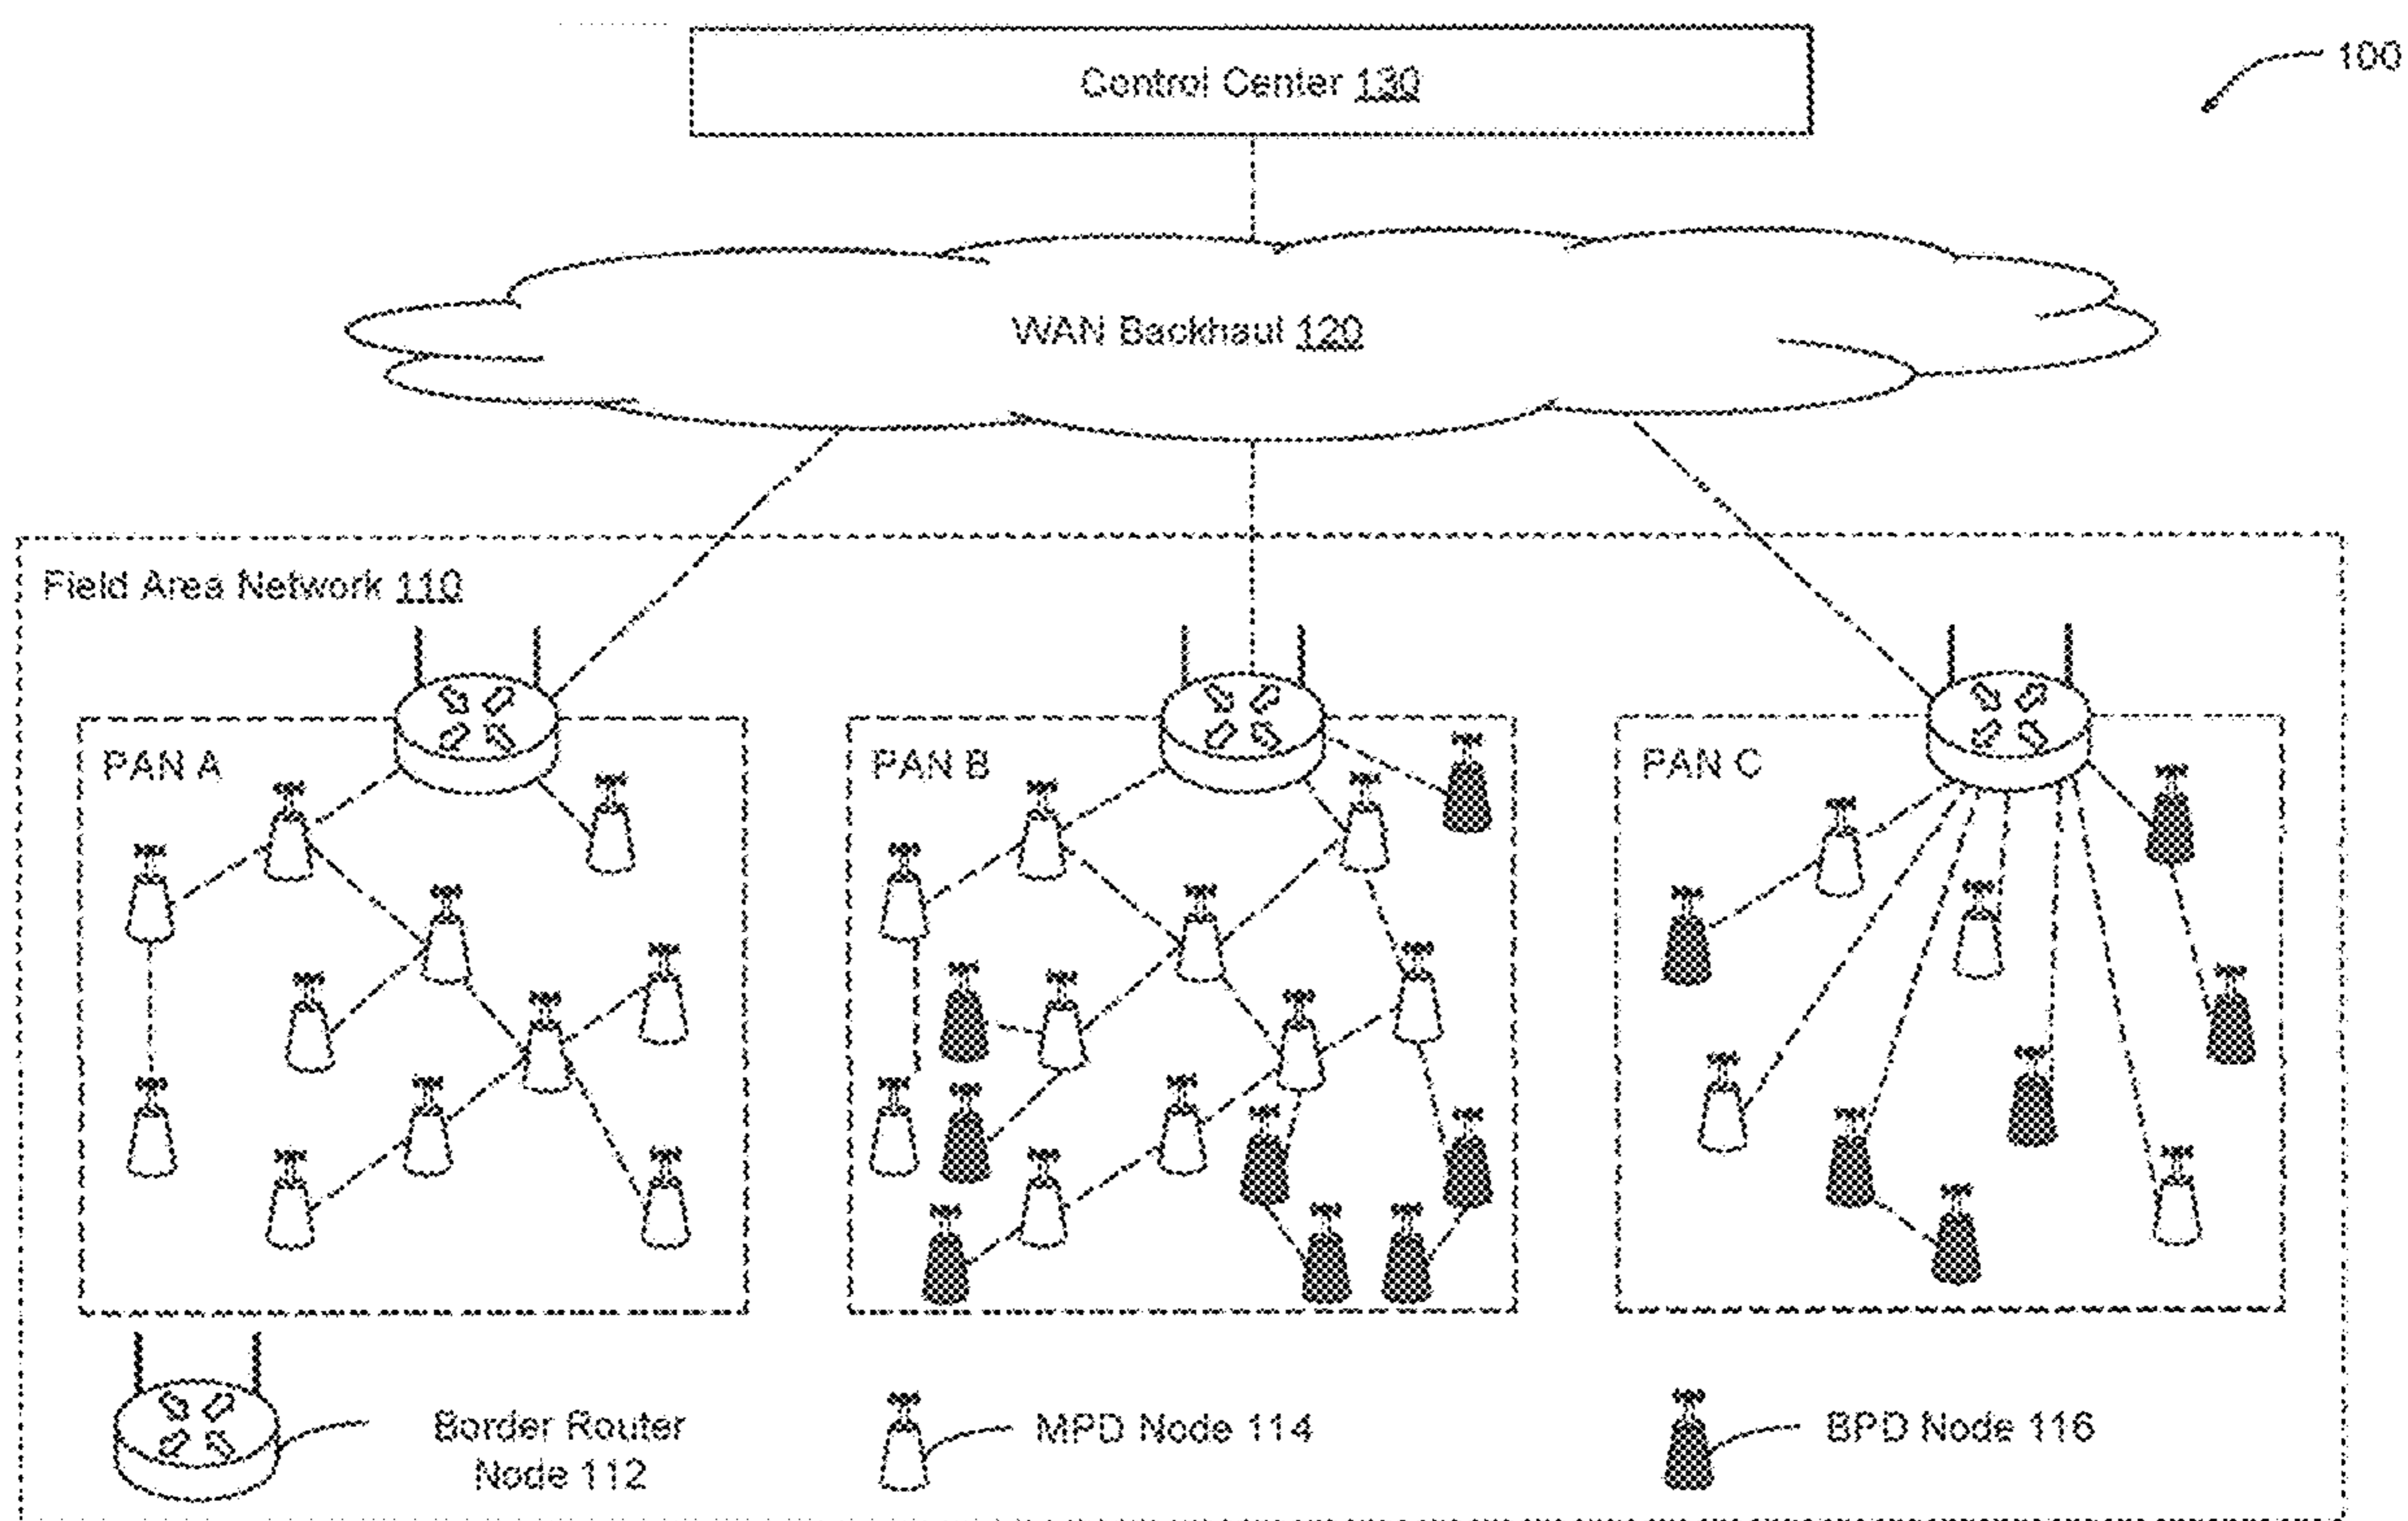 Control Center 130
100
WAN Backhaul 120
Field Area Network 110
PAN A
PAN B
PAN C
Border Router
Node 112
MPD Node 114
BPD Node 116